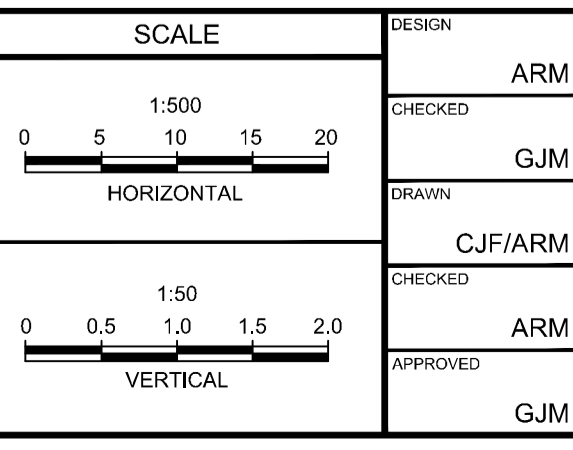 SCALE
1:500
0 5 10 15 20
HORIZONTAL
1:50
0 0.5 1.0 1.5 2.0
VERTICAL
DESIGN
ARM
CHECKED
GJM
DRAWN
CJF/ARM
CHECKED
ARM
APPROVED
GJM